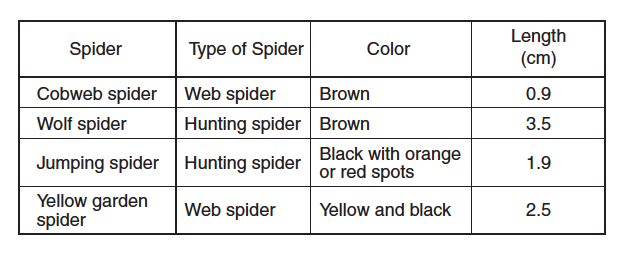 Spider Type of Spider Color Length (cm)
Cobweb spider Web spider Brown 0.9
Wolf spider Hunting spider Brown 3.5
Jumping spider Hunting spider Black with orange or red spots 1.9
Yellow garden spider Web spider Yellow and black 2.5